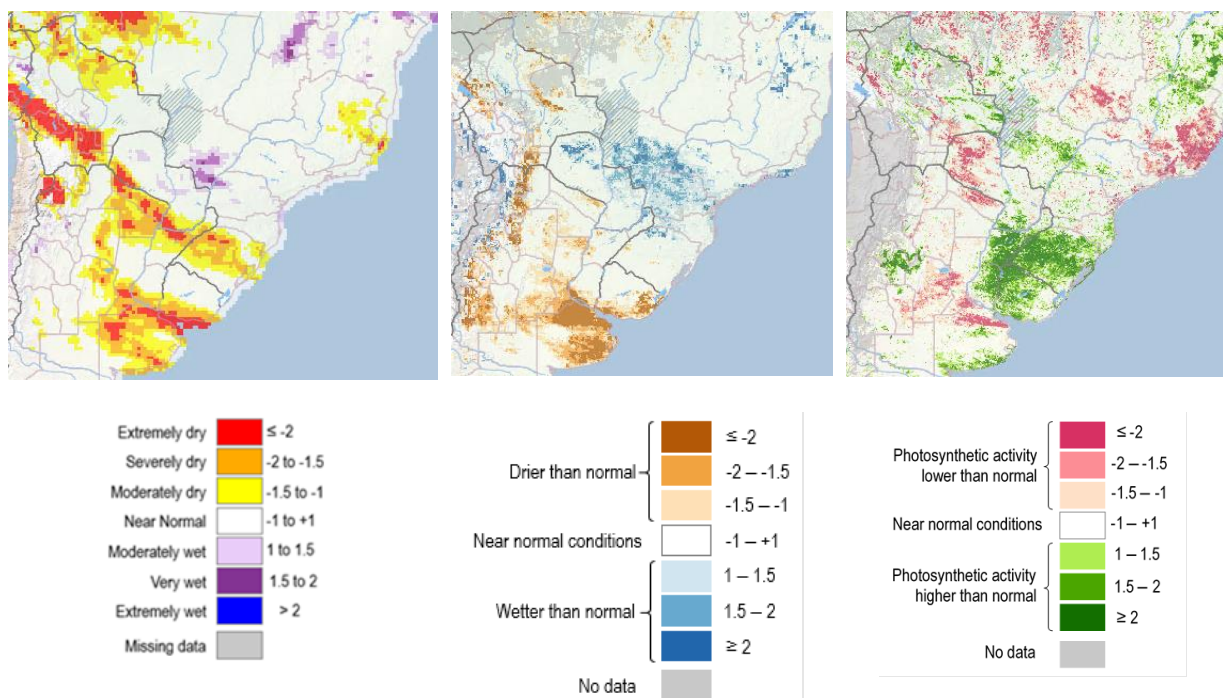 Extremely dry ≤ -2
Severely dry -2 to -1.5
Moderately dry -1.5 to -1
Near Normal -1 to +1
Moderately wet 1 to 1.5
Very wet 1.5 to 2
Extremely wet > 2
Missing data
≤ -2
Drier than normal -2 – -1.5
-1.5 – -1
Near normal conditions -1 – +1
1 – 1.5
Wetter than normal 1.5 – 2
≥ 2
No data
≤ -2
Photosynthetic activity
lower than normal
-2 – -1.5
-1.5 – -1
Near normal conditions -1 – +1
1 – 1.5
Photosynthetic activity
higher than normal
1.5 – 2
≥ 2
No data